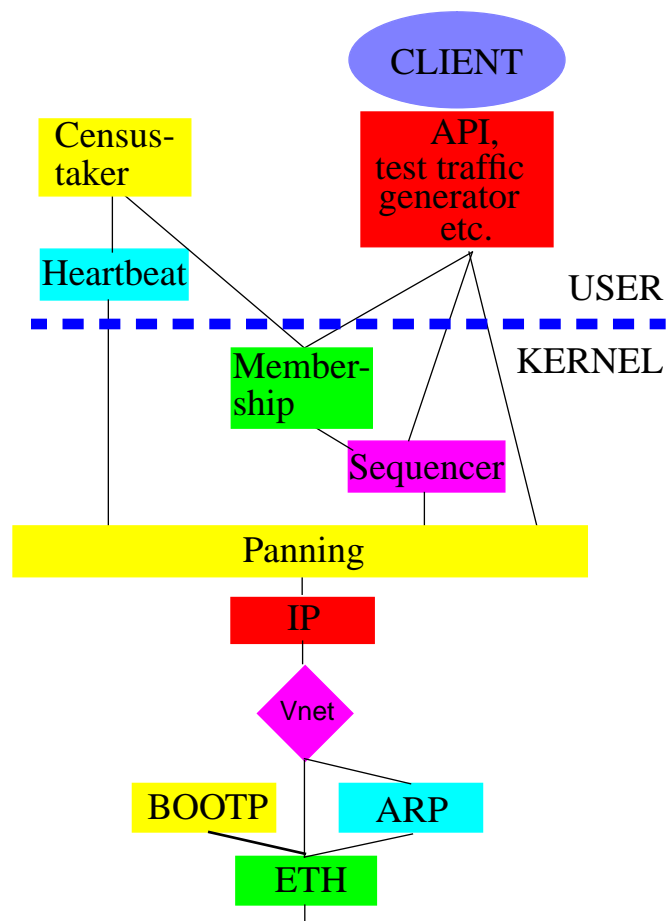 CLIENT
Census-
taker
API,
test traffic
generator
etc.
Heartbeat
USER
KERNEL
Member-
ship
Sequencer
Panning
IP
Vnet
BOOTP
ARP
ETH